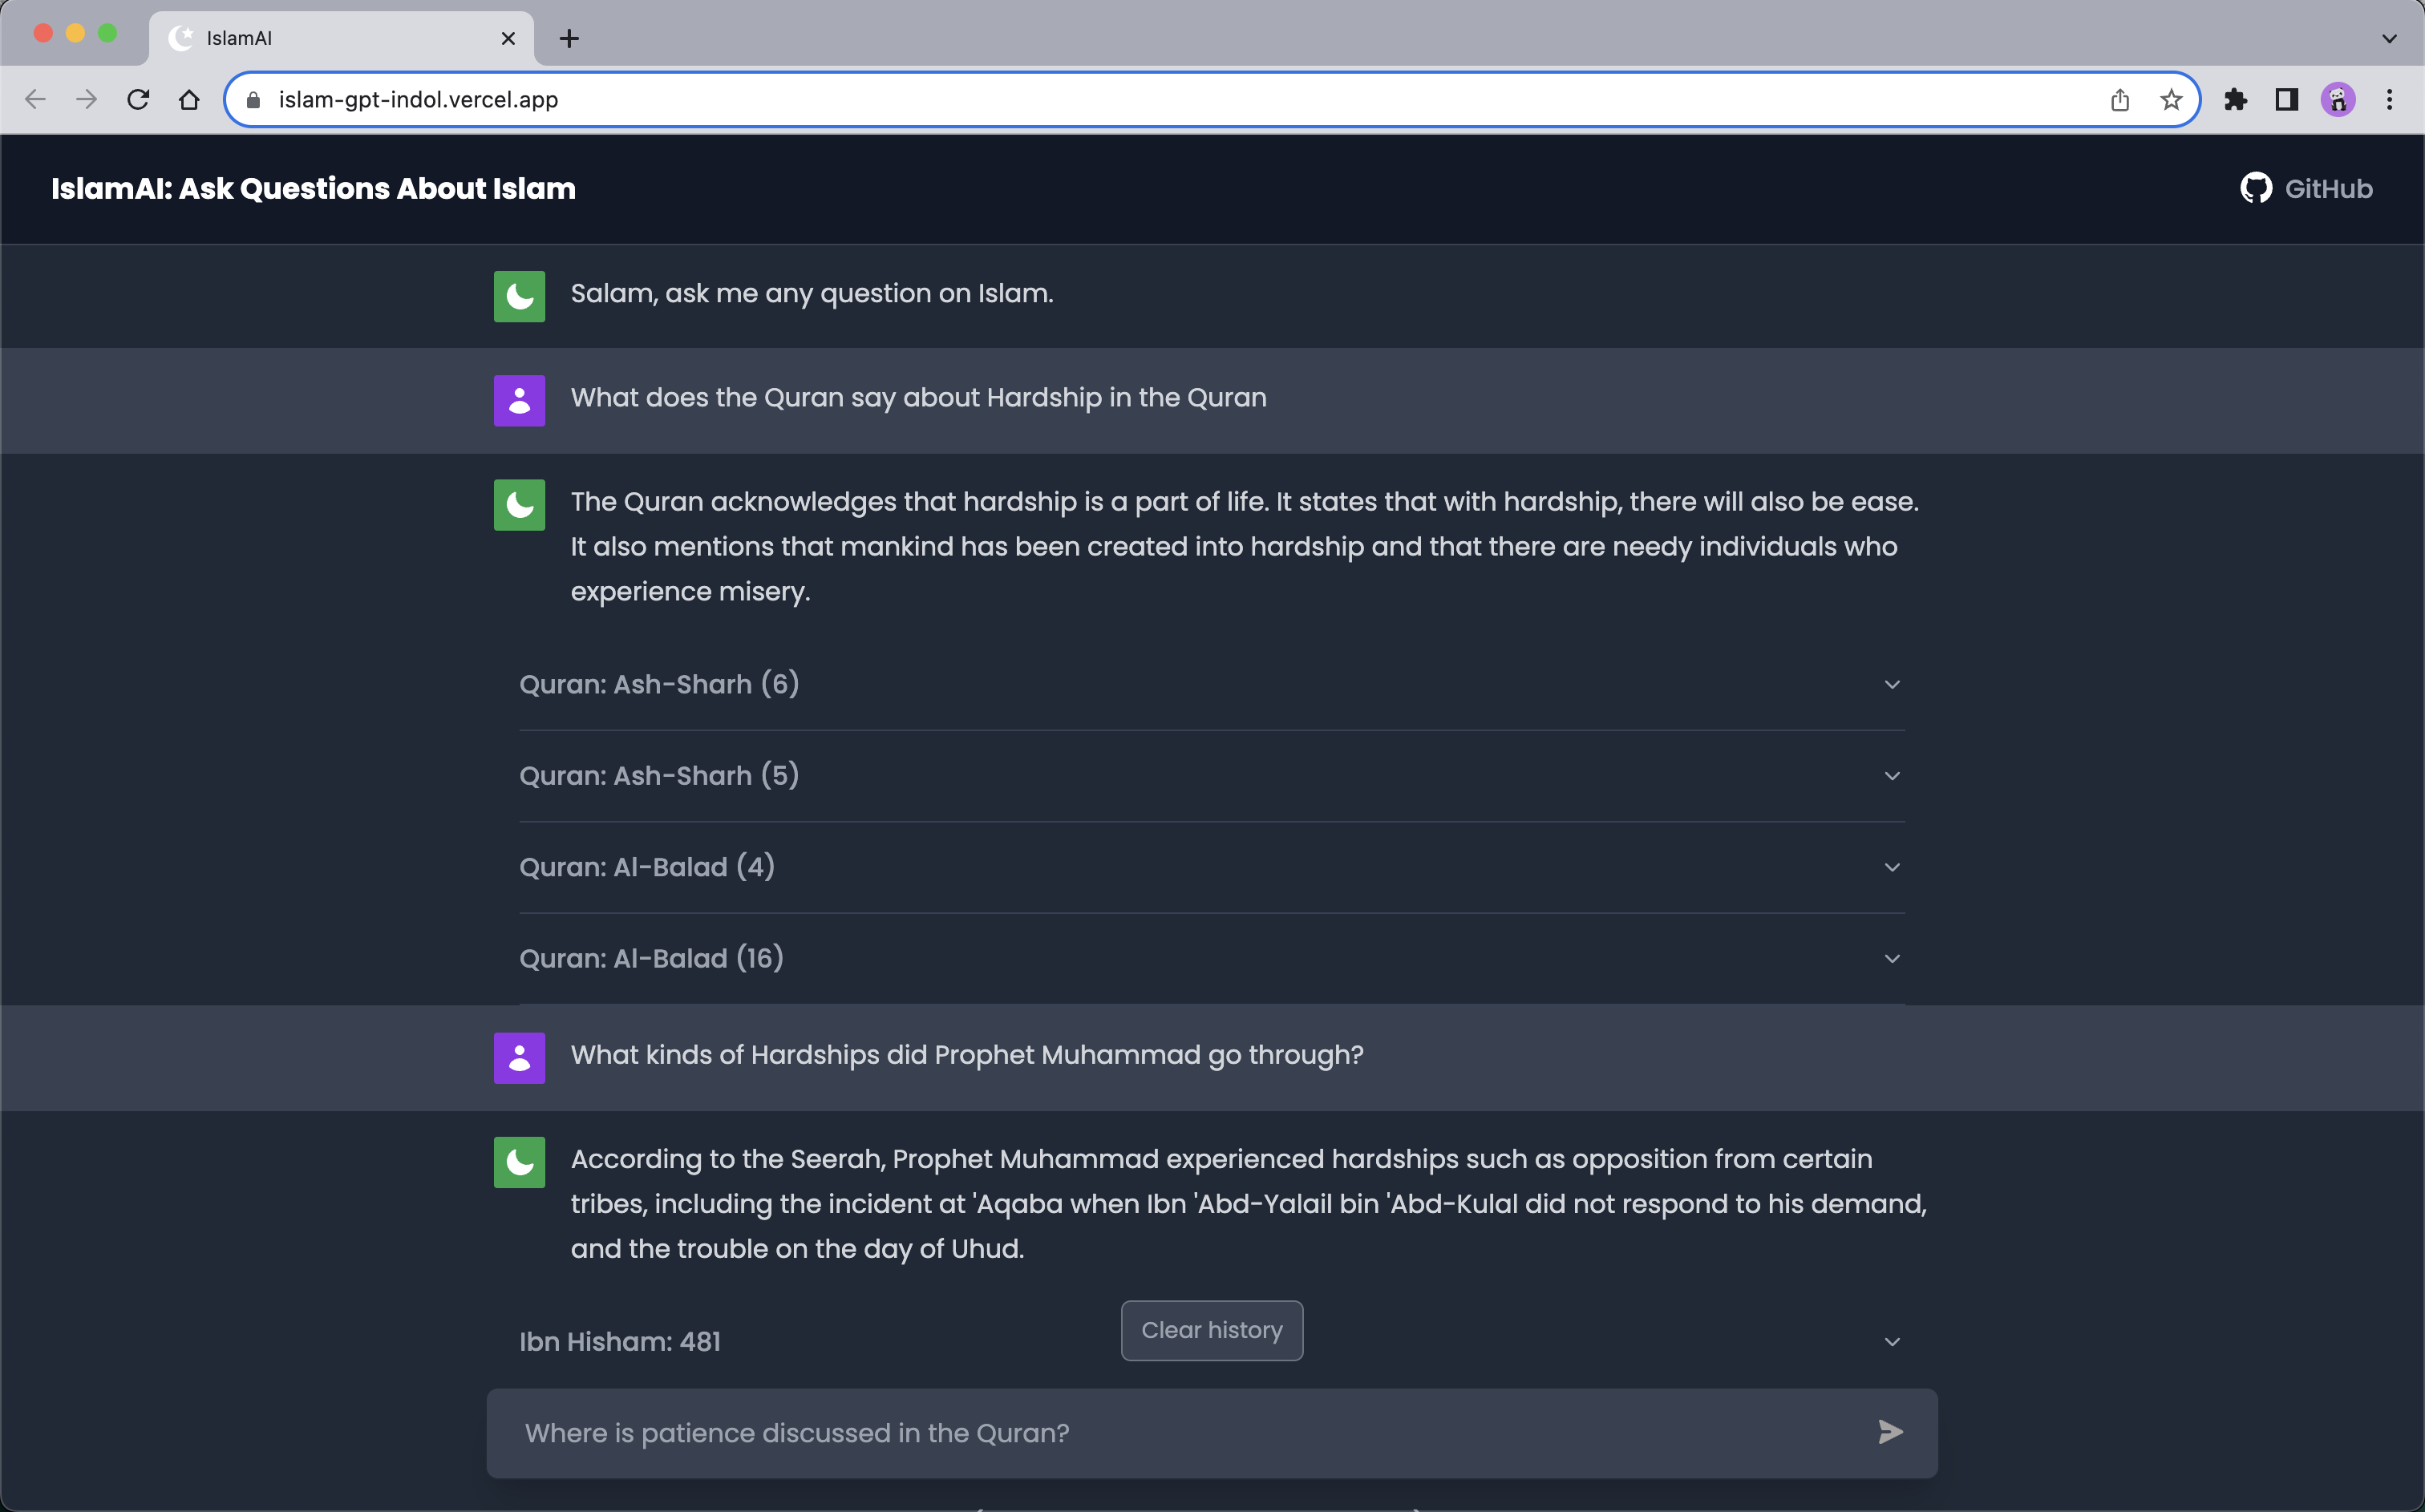 IslamAI
islam-gpt-indol.vercel.app
IslamAI: Ask Questions About Islam
GitHub
Salam, ask me any question on Islam.
What does the Quran say about Hardship in the Quran
The Quran acknowledges that hardship is a part of life. It states that with hardship, there will also be ease.
It also mentions that mankind has been created into hardship and that there are needy individuals who
experience misery.
Quran: Ash-Sharh (6)
Quran: Ash-Sharh (5)
Quran: Al-Balad (4)
Quran: Al-Balad (16)
What kinds of Hardships did Prophet Muhammad go through?
According to the Seerah, Prophet Muhammad experienced hardships such as opposition from certain
tribes, including the incident at 'Aqaba when Ibn 'Abd-Yalail bin 'Abd-Kulal did not respond to his demand,
and the trouble on the day of Uhud.
Clear history
Ibn Hisham: 481
Where is patience discussed in the Quran?